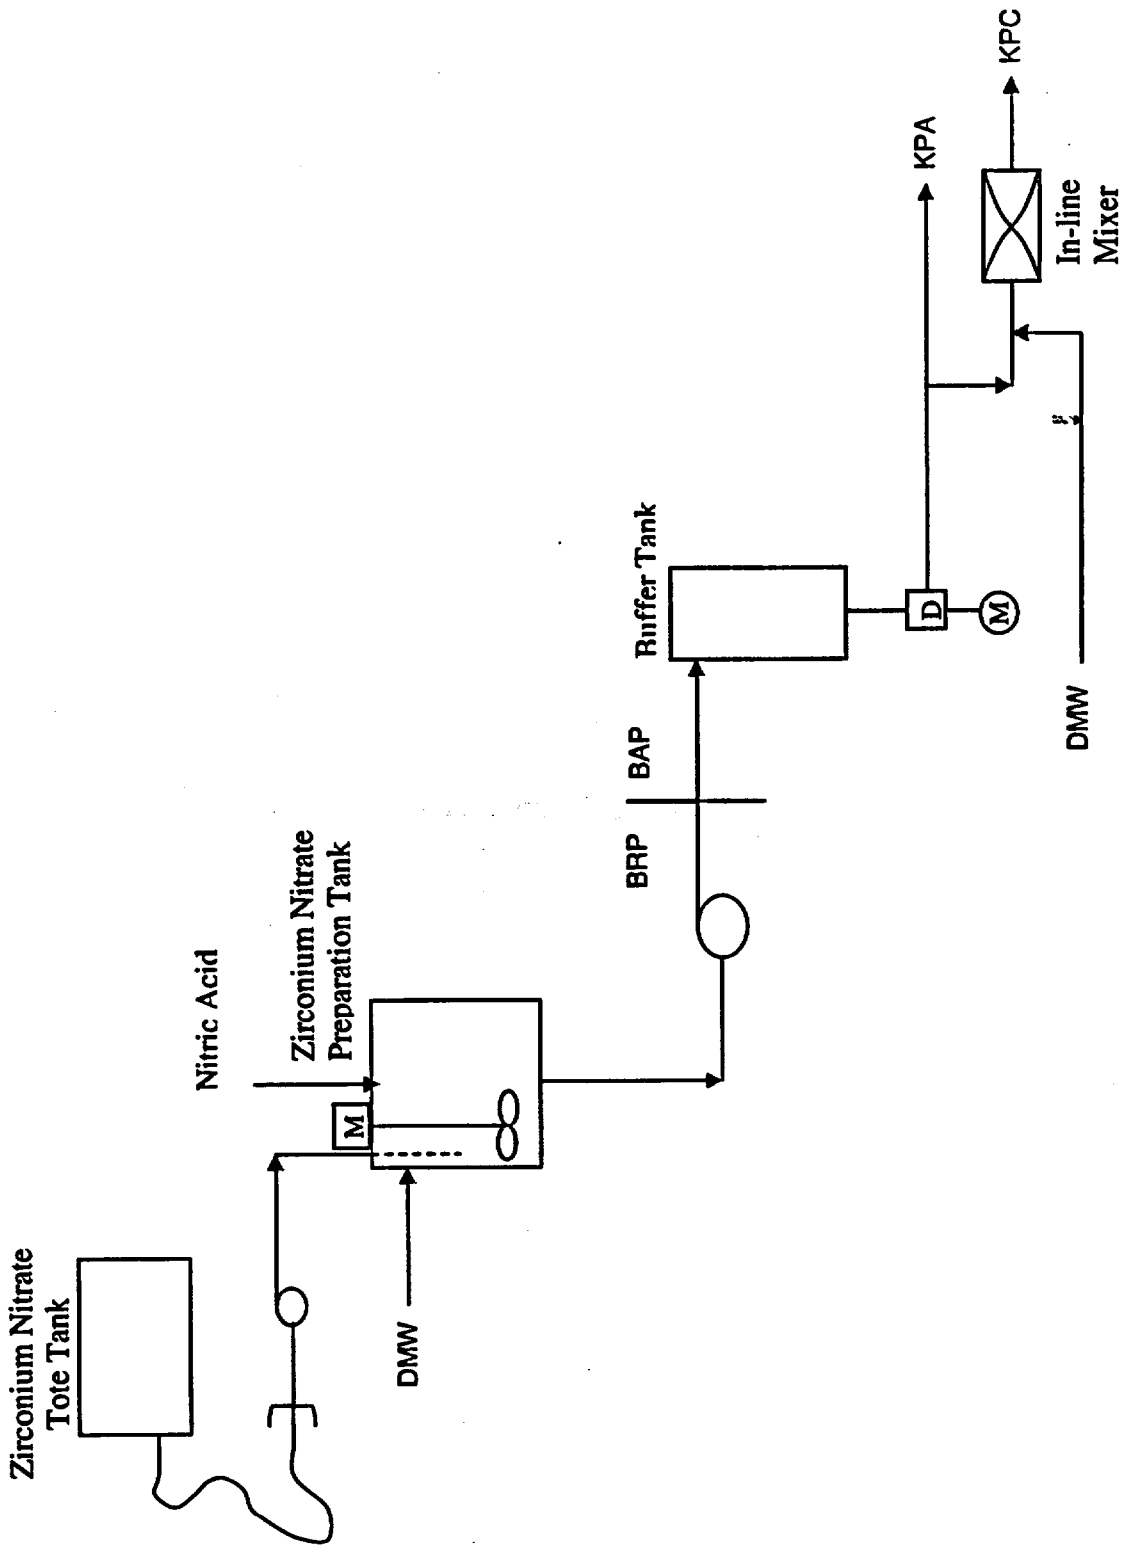 Zirconium Nitrate
Tote Tank
DMW
Nitric Acid
M
Zirconium Nitrate
Preparation Tank
BRP
BAP
Buffer Tank
D
M
DMW
KPA
In-line
Mixer
KPC